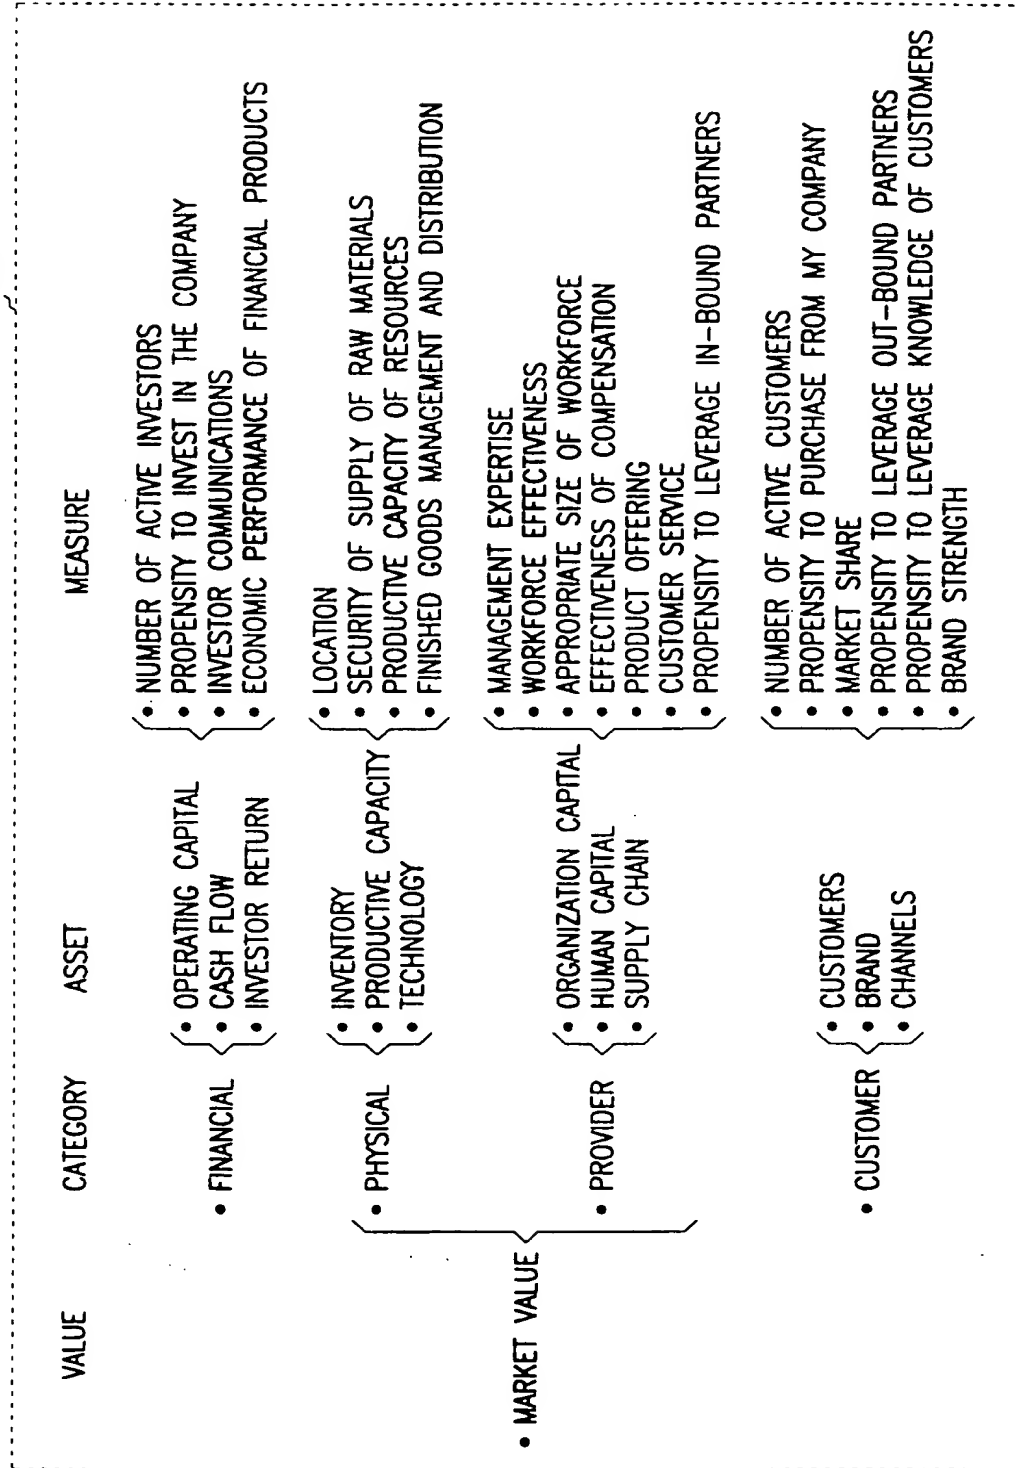 VALUE CATEGORY ASSET MEASURE
• MARKET VALUE
• FINANCIAL
• OPERATING CAPITAL
• CASH FLOW
• INVESTOR RETURN
• NUMBER OF ACTIVE INVESTORS
• PROPENSITY TO INVEST IN THE COMPANY
• INVESTOR COMMUNICATIONS
• ECONOMIC PERFORMANCE OF FINANCIAL PRODUCTS
• PHYSICAL
• INVENTORY
• PRODUCTIVE CAPACITY
• TECHNOLOGY
• LOCATION
• SECURITY OF SUPPLY OF RAW MATERIALS
• PRODUCTIVE CAPACITY OF RESOURCES
• FINISHED GOODS MANAGEMENT AND DISTRIBUTION
• PROVIDER
• ORGANIZATION CAPITAL
• HUMAN CAPITAL
• SUPPLY CHAIN
• MANAGEMENT EXPERTISE
• WORKFORCE EFFECTIVENESS
• APPROPRIATE SIZE OF WORKFORCE
• EFFECTIVENESS OF COMPENSATION
• PRODUCT OFFERING
• CUSTOMER SERVICE
• PROPENSITY TO LEVERAGE IN-BOUND PARTNERS
• CUSTOMER
• CUSTOMERS
• BRAND
• CHANNELS
• NUMBER OF ACTIVE CUSTOMERS
• PROPENSITY TO PURCHASE FROM MY COMPANY
• MARKET SHARE
• PROPENSITY TO LEVERAGE OUT-BOUND PARTNERS
• PROPENSITY TO LEVERAGE KNOWLEDGE OF CUSTOMERS
• BRAND STRENGTH